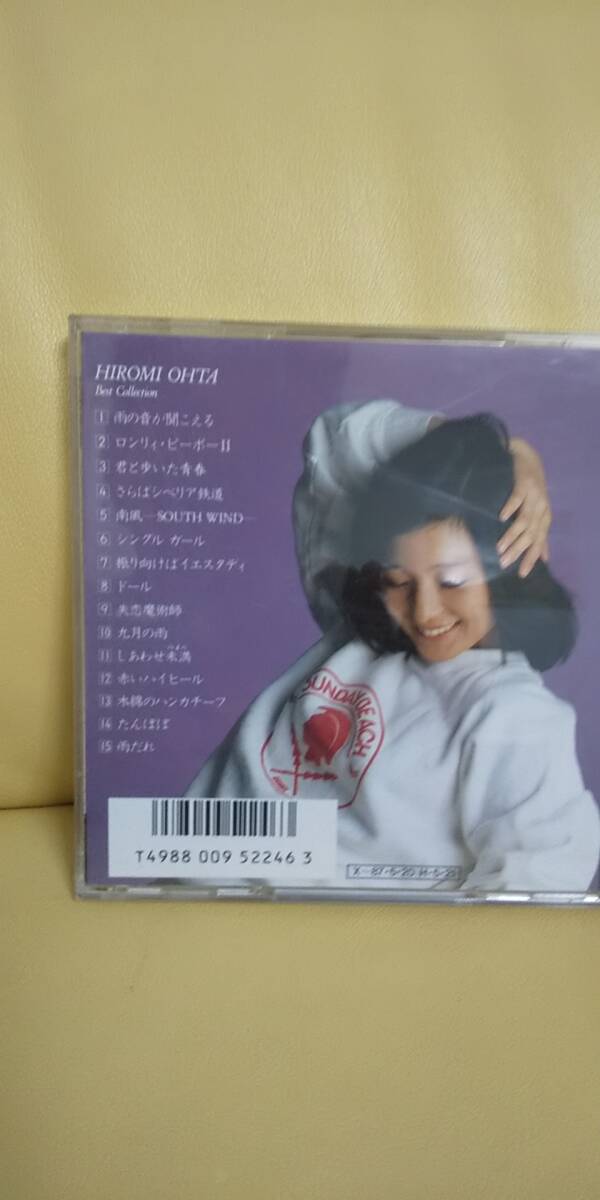 HIROMI OHTA
Best Collection
1 雨の音が聞こえる
2 ロンリィ・ピーポーII
3 君と歩いた青春
4 さらばシベリア鉄道
5 南風—SOUTH WIND—
6 シングル ガール
7 振り向けばイエスタディ
8 ドール
9 失恋魔術師
10 九月の雨
11 しあわせ未満
12 赤いハイヒール
13 木綿のハンカチーフ
14 たんぽぽ
15 雨だれ
SUNDAY BEACH
T4988 009 52246 3
X-87-5-20